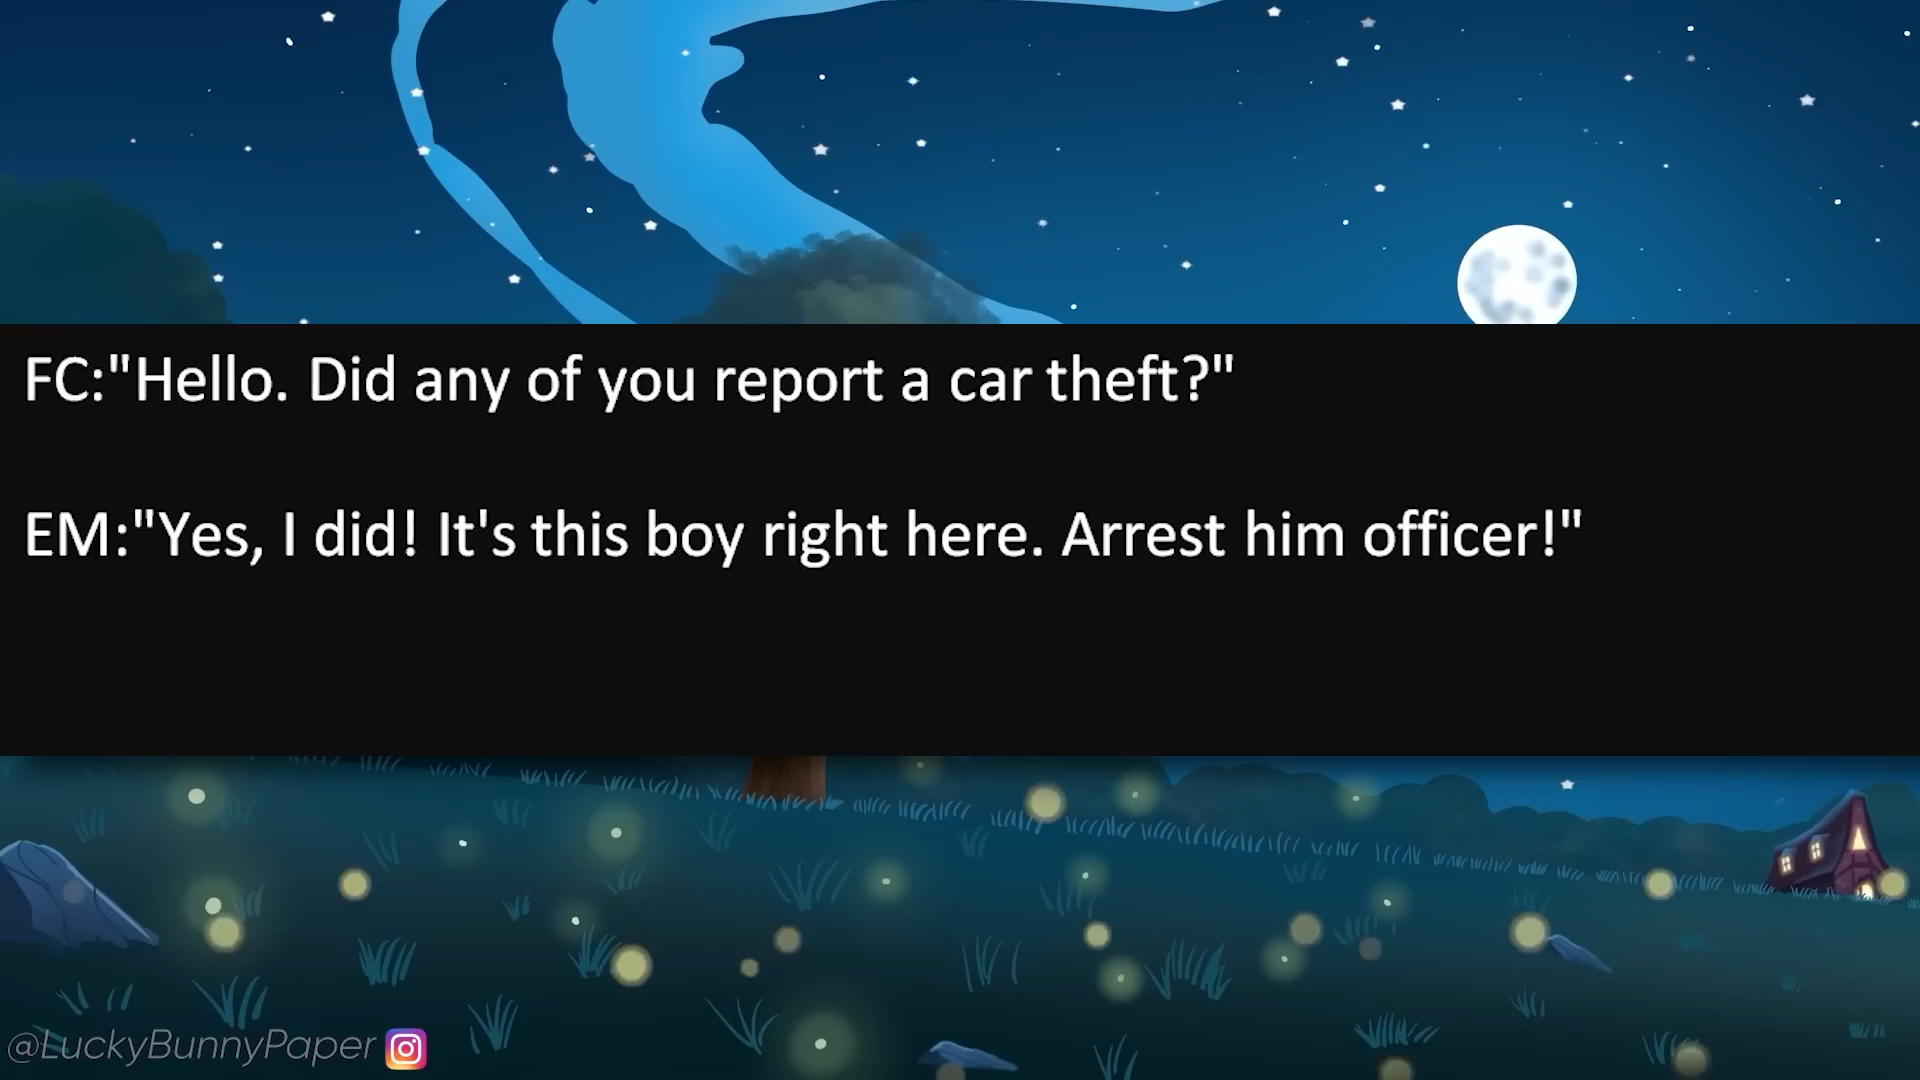 FC:"Hello. Did any of you report a car theft?"
EM:"Yes, I did! It's this boy right here. Arrest him officer!"
@LuckyBunnyPaper